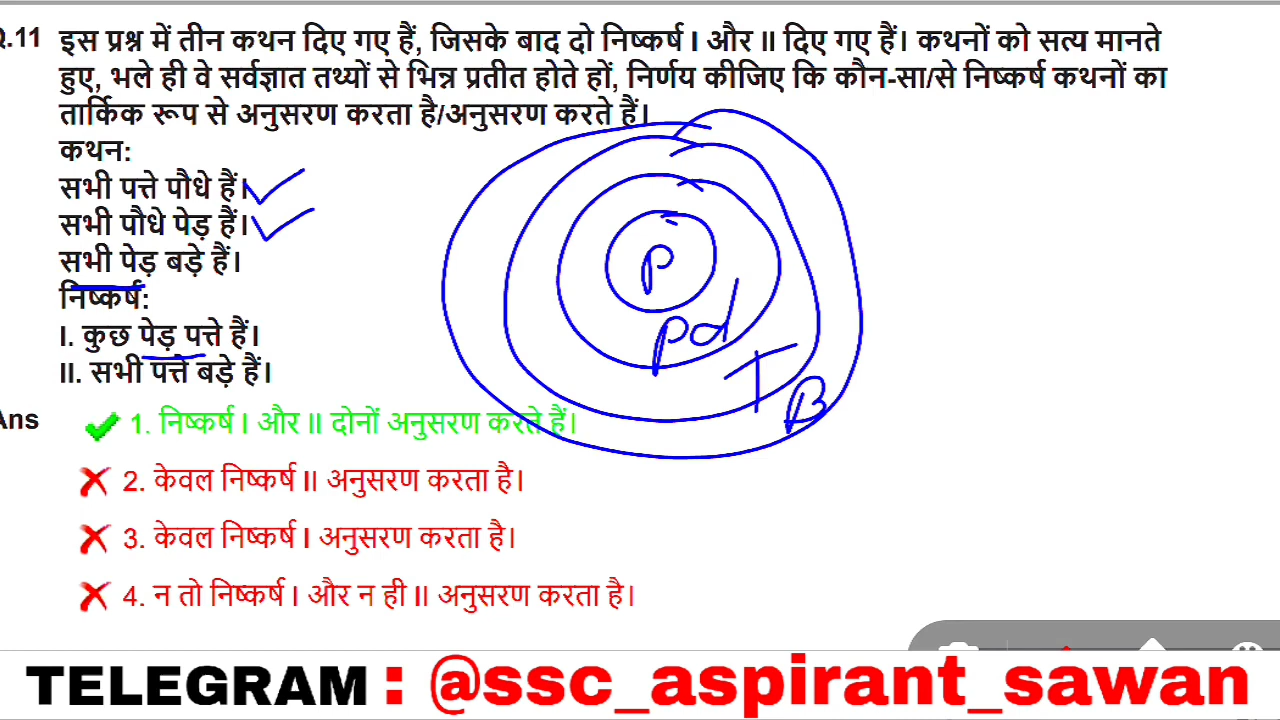 Q.11 इस प्रश्न में तीन कथन दिए गए हैं, जिसके बाद दो निष्कर्ष I और II दिए गए हैं। कथनों को सत्य मानते
हुए, भले ही वे सर्वज्ञात तथ्यों से भिन्न प्रतीत होते हों, निर्णय कीजिए कि कौन-सा/से निष्कर्ष कथनों का
तार्किक रूप से अनुसरण करता है/अनुसरण करते हैं।
कथन:
सभी पत्ते पौधे हैं।
सभी पौधे पेड़ हैं।
सभी पेड़ बड़े हैं।
निष्कर्ष:
I. कुछ पेड़ पत्ते हैं।
II. सभी पत्ते बड़े हैं।
Ans 1. निष्कर्ष I और II दोनों अनुसरण करते हैं।
2. केवल निष्कर्ष II अनुसरण करता है।
3. केवल निष्कर्ष I अनुसरण करता है।
4. न तो निष्कर्ष I और न ही II अनुसरण करता है।
P
Pd
T
B
TELEGRAM : @ssc_aspirant_sawan